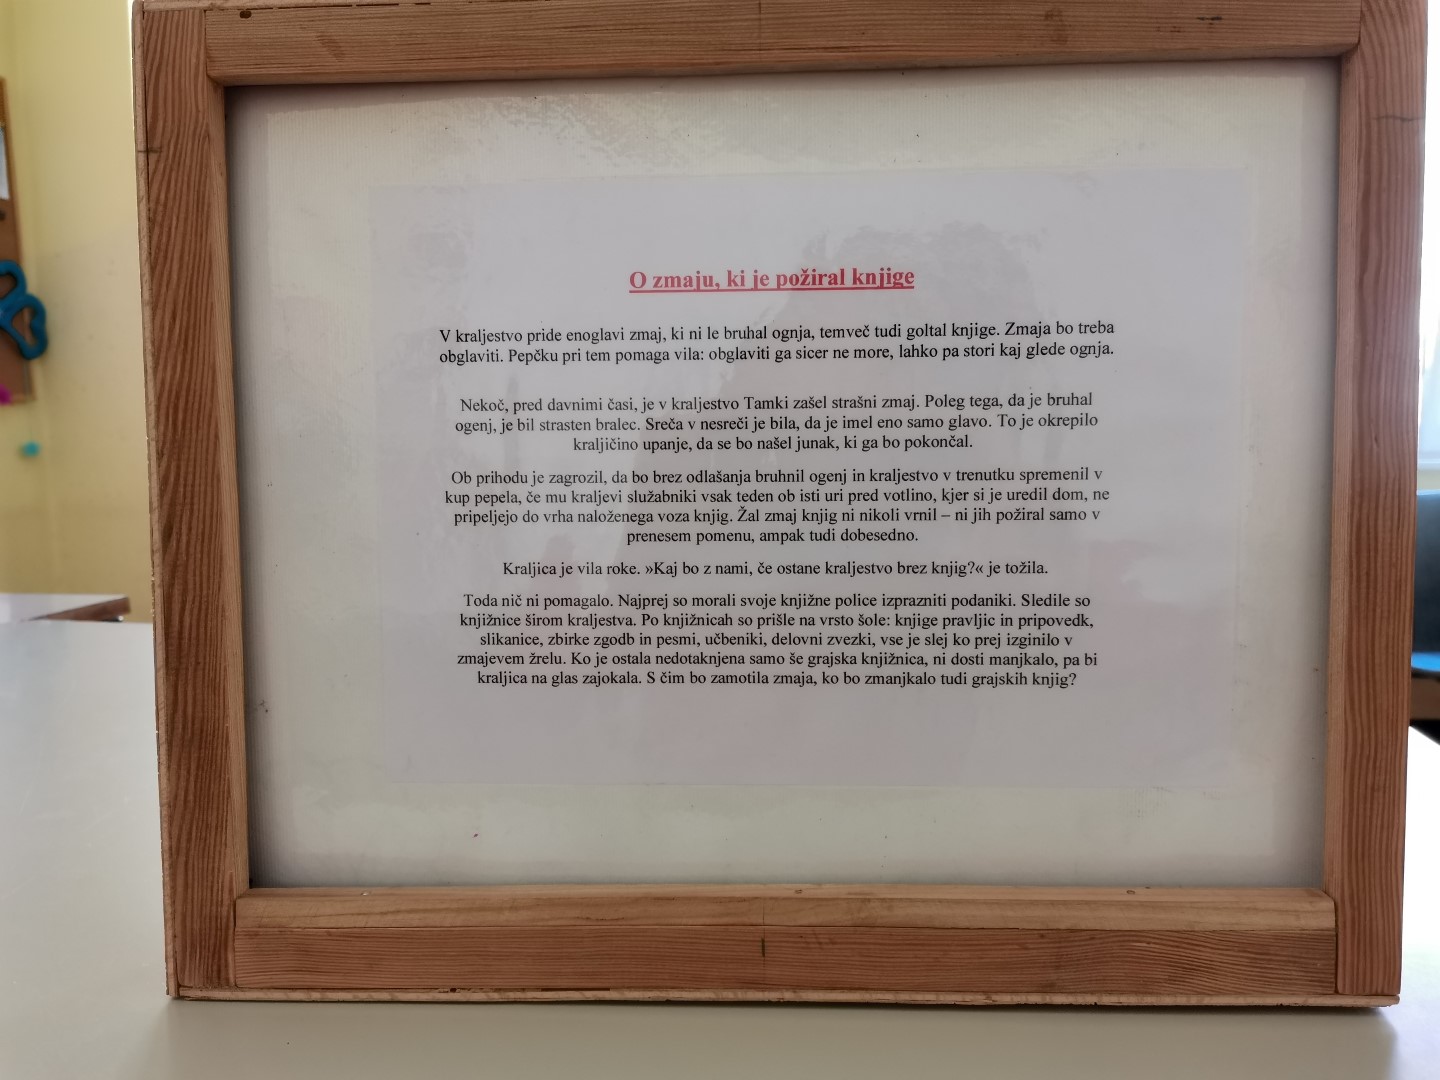 O zmaju, ki je požiral knjige
V kraljestvo pride enoglavi zmaj, ki ni le bruhal ognja, temveč tudi goltal knjige. Zmaja bo treba
obglaviti. Pepčku pri tem pomaga vila: obglaviti ga sicer ne more, lahko pa stori kaj glede ognja.
Nekoč, pred davnimi časi, je v kraljestvo Tamki zašel strašni zmaj. Poleg tega, da je bruhal
ogenj, je bil strasten bralec. Sreča v nesreči je bila, da je imel eno samo glavo. To je okrepilo
kraljičino upanje, da se bo našel junak, ki ga bo pokončal.
Ob prihodu je zagrozil, da bo brez odlašanja bruhnil ogenj in kraljestvo v trenutku spremenil v
kup pepela, če mu kraljevi služabniki vsak teden ob isti uri pred votlino, kjer si je uredil dom, ne
pripeljejo do vrha naloženega voza knjig. Žal zmaj knjig ni nikoli vrnil – ni jih požiral samo v
prenesem pomenu, ampak tudi dobesedno.
Kraljica je vila roke. »Kaj bo z nami, če ostane kraljestvo brez knjig?« je tožila.
Toda nič ni pomagalo. Najprej so morali svoje knjižne police izprazniti podaniki. Sledile so
knjižnice širom kraljestva. Po knjižnicah so prišle na vrsto šole: knjige pravljic in pripovedk,
slikanice, zbirke zgodb in pesmi, učbeniki, delovni zvezki, vse je slej ko prej izginilo v
zmajevem žrelu. Ko je ostala nedotaknjena samo še grajska knjižnica, ni dosti manjkalo, pa bi
kraljica na glas zajokala. S čim bo zamotila zmaja, ko bo zmanjkalo tudi grajskih knjig?